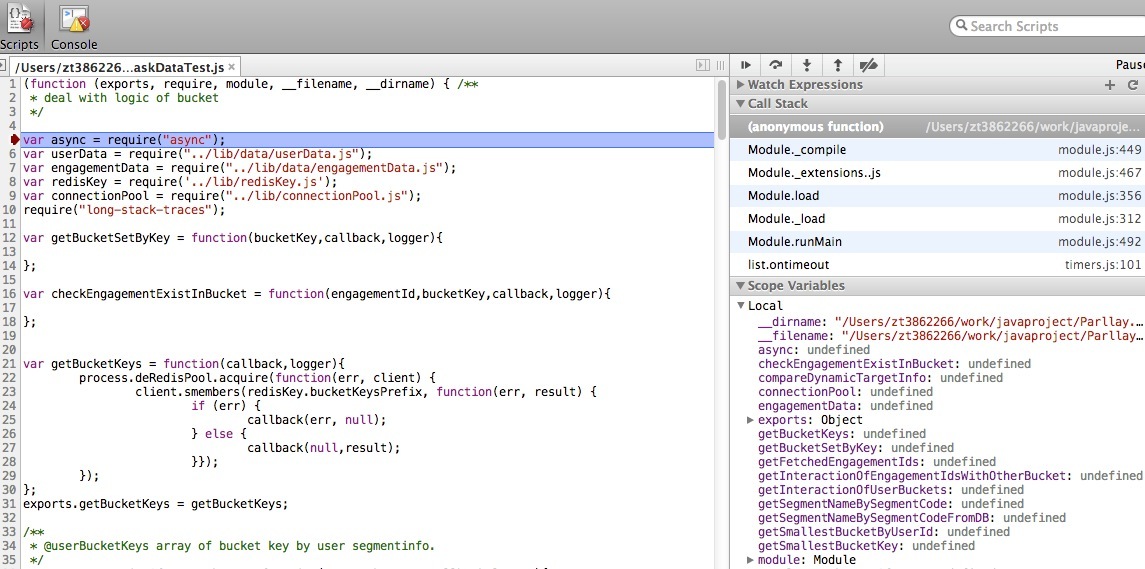 Scripts
Console
Search Scripts
/Users/zt386226...askDataTest.js ×
Pause
1 (function (exports, require, module, __filename, __dirname) { /**
2  * deal with logic of bucket
3  */
4
var async = require("async");
6 var userData = require("../lib/data/userData.js");
7 var engagementData = require("../lib/data/engagementData.js");
8 var redisKey = require('../lib/redisKey.js');
9 var connectionPool = require("../lib/connectionPool.js");
10 require("long-stack-traces");
11
12 var getBucketSetByKey = function(bucketKey,callback,logger){
13
14 };
15
16 var checkEngagementExistInBucket = function(engagementId,bucketKey,callback,logger){
17
18 };
19
20
21 var getBucketKeys = function(callback,logger){
22 process.deRedisPool.acquire(function(err, client) {
23 client.smembers(redisKey.bucketKeysPrefix, function(err, result) {
24 if (err) {
25 callback(err, null);
26 } else {
27 callback(null,result);
28 }});
29 });
30 };
31 exports.getBucketKeys = getBucketKeys;
32
33 /**
34  * @userBucketKeys array of bucket key by user segmentinfo.
35  */
Watch Expressions
Call Stack
(anonymous function) /Users/zt3862266/work/javaproje...
Module._compile module.js:449
Module._extensions..js module.js:467
Module.load module.js:356
Module._load module.js:312
Module.runMain module.js:492
list.ontimeout timers.js:101
Scope Variables
Local
__dirname: "/Users/zt3862266/work/javaproject/Parllay....
__filename: "/Users/zt3862266/work/javaproject/Parllay...
async: undefined
checkEngagementExistInBucket: undefined
compareDynamicTargetInfo: undefined
connectionPool: undefined
engagementData: undefined
exports: Object
getBucketKeys: undefined
getBucketSetByKey: undefined
getFetchedEngagementIds: undefined
getInteractionOfEngagementIdsWithOtherBucket: undefined
getInteractionOfUserBuckets: undefined
getSegmentNameBySegmentCode: undefined
getSegmentNameBySegmentCodeFromDB: undefined
getSmallestBucketByUserId: undefined
getSmallestBucketKey: undefined
module: Module